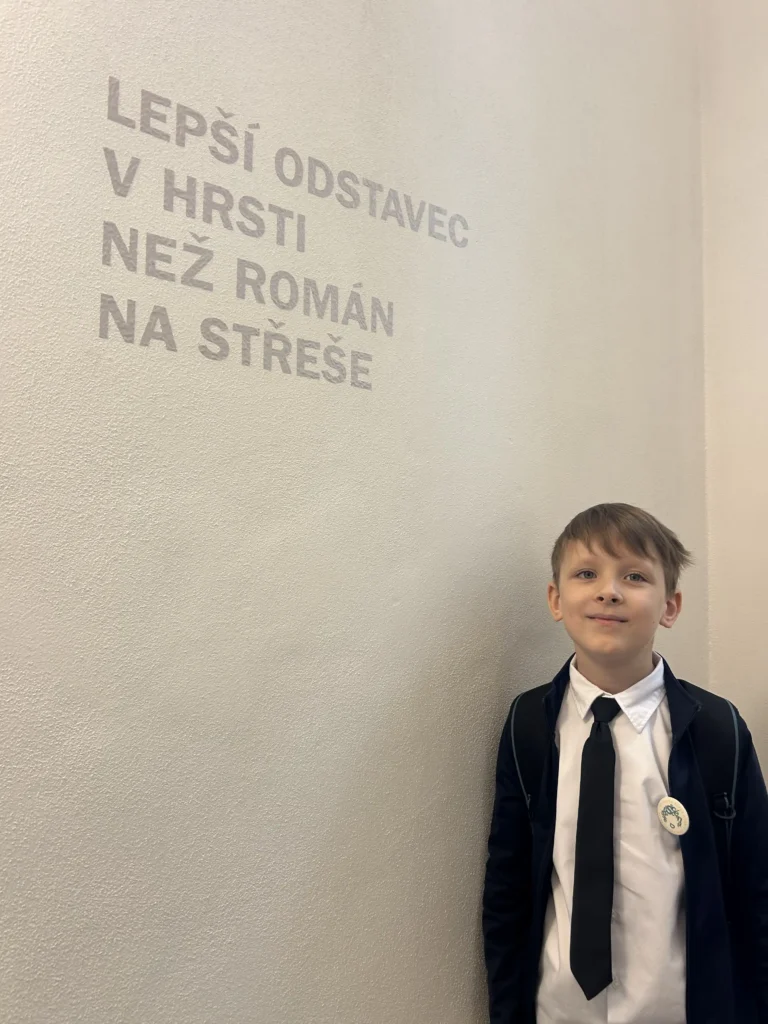 LEPŠÍ ODSTAVEC
V HRSTI
NEŽ ROMÁN
NA STŘEŠE